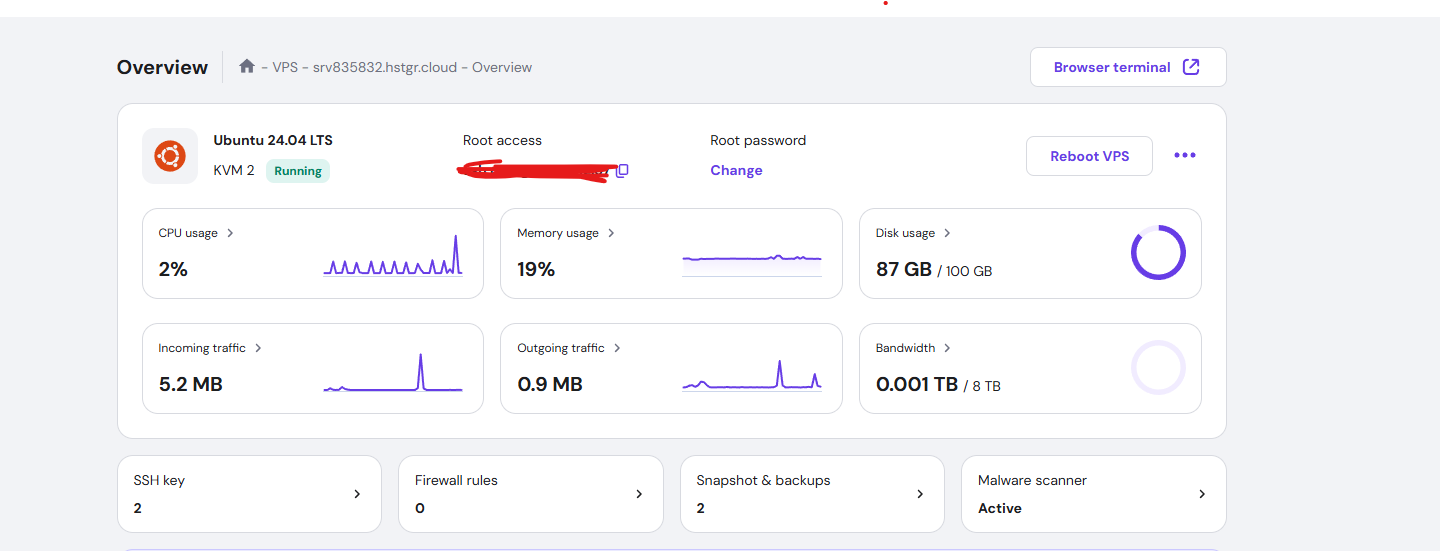 Overview
- VPS - srv835832.hstgr.cloud - Overview
Browser terminal
Ubuntu 24.04 LTS
KVM 2 Running
Root access
Root password
Change
Reboot VPS
CPU usage
2%
Memory usage
19%
Disk usage
87 GB / 100 GB
Incoming traffic
5.2 MB
Outgoing traffic
0.9 MB
Bandwidth
0.001 TB / 8 TB
SSH key
2
Firewall rules
0
Snapshot & backups
2
Malware scanner
Active